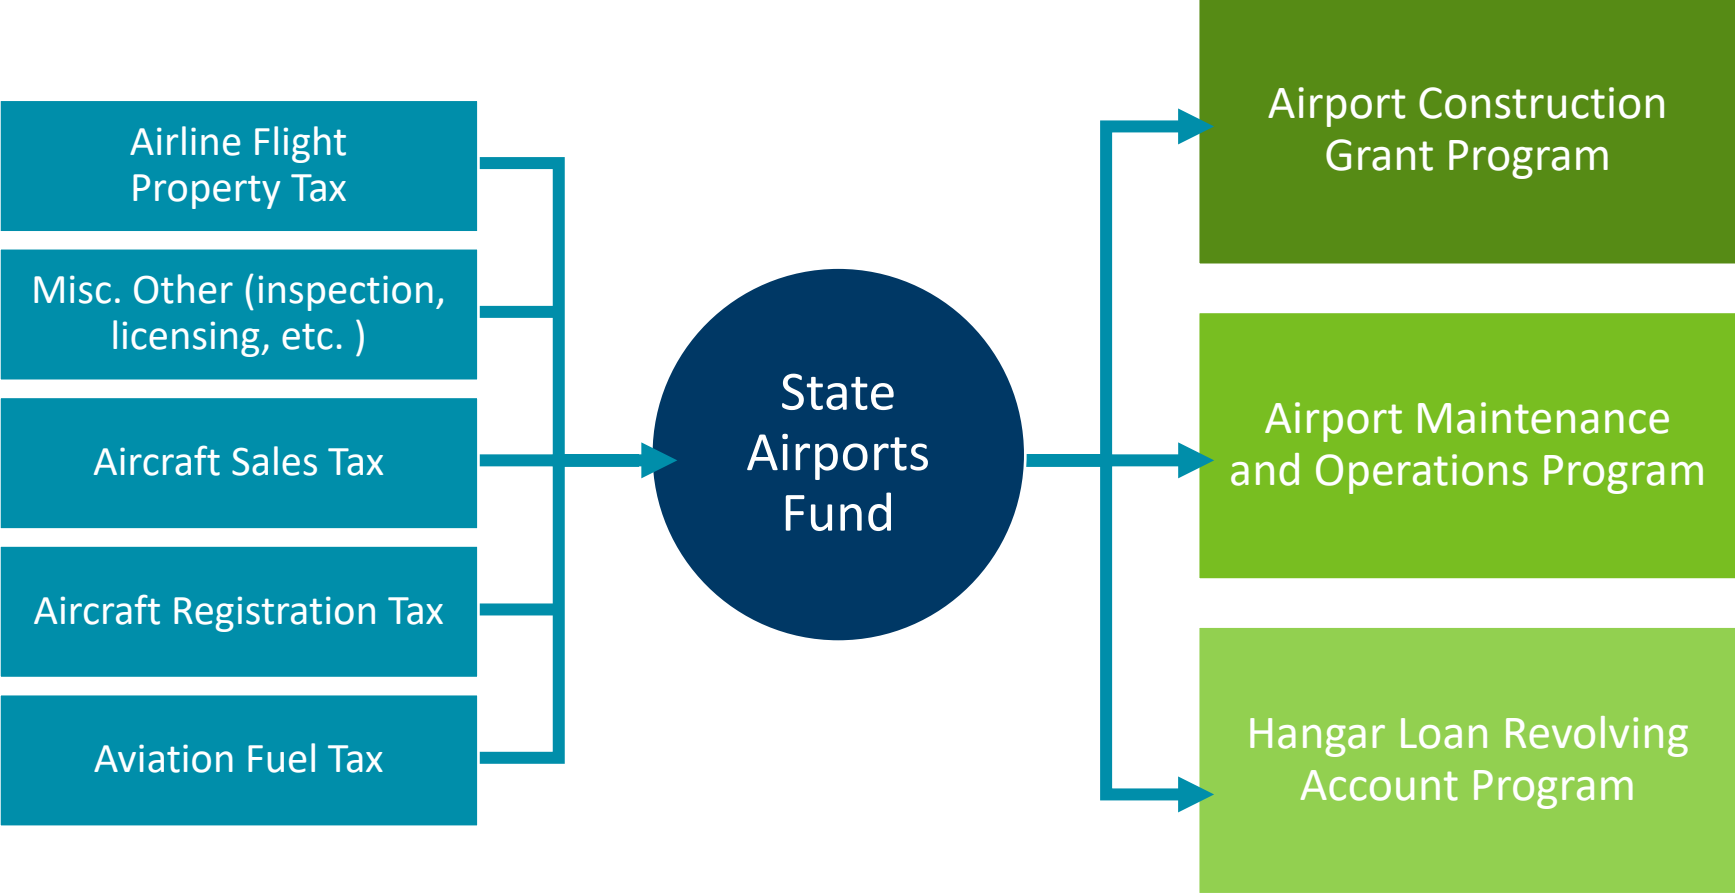 Airline Flight
Property Tax
Misc. Other (inspection,
licensing, etc. )
Aircraft Sales Tax
Aircraft Registration Tax
Aviation Fuel Tax
State
Airports
Fund
Airport Construction
Grant Program
Airport Maintenance
and Operations Program
Hangar Loan Revolving
Account Program